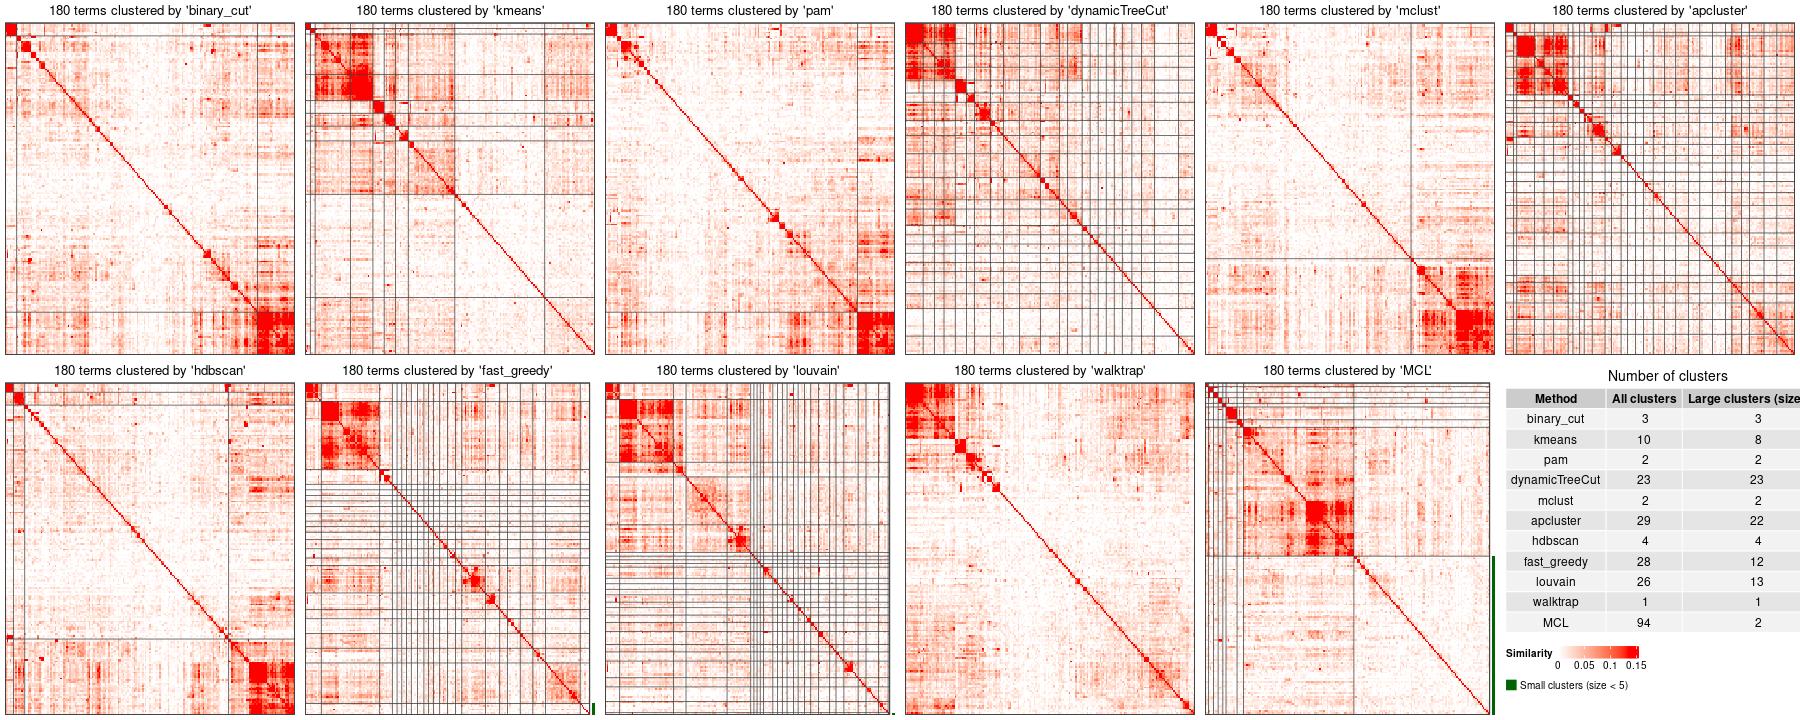 180 terms clustered by 'binary_cut'
180 terms clustered by 'kmeans'
180 terms clustered by 'pam'
180 terms clustered by 'dynamicTreeCut'
180 terms clustered by 'mclust'
180 terms clustered by 'apcluster'
180 terms clustered by 'hdbscan'
180 terms clustered by 'fast_greedy'
180 terms clustered by 'louvain'
180 terms clustered by 'walktrap'
180 terms clustered by 'MCL'
Number of clusters
Method All clusters Large clusters (size
binary_cut 3 3
kmeans 10 8
pam 2 2
dynamicTreeCut 23 23
mclust 2 2
apcluster 29 22
hdbscan 4 4
fast_greedy 28 12
louvain 26 13
walktrap 1 1
MCL 94 2
Similarity
0 0.05 0.1 0.15
Small clusters (size < 5)